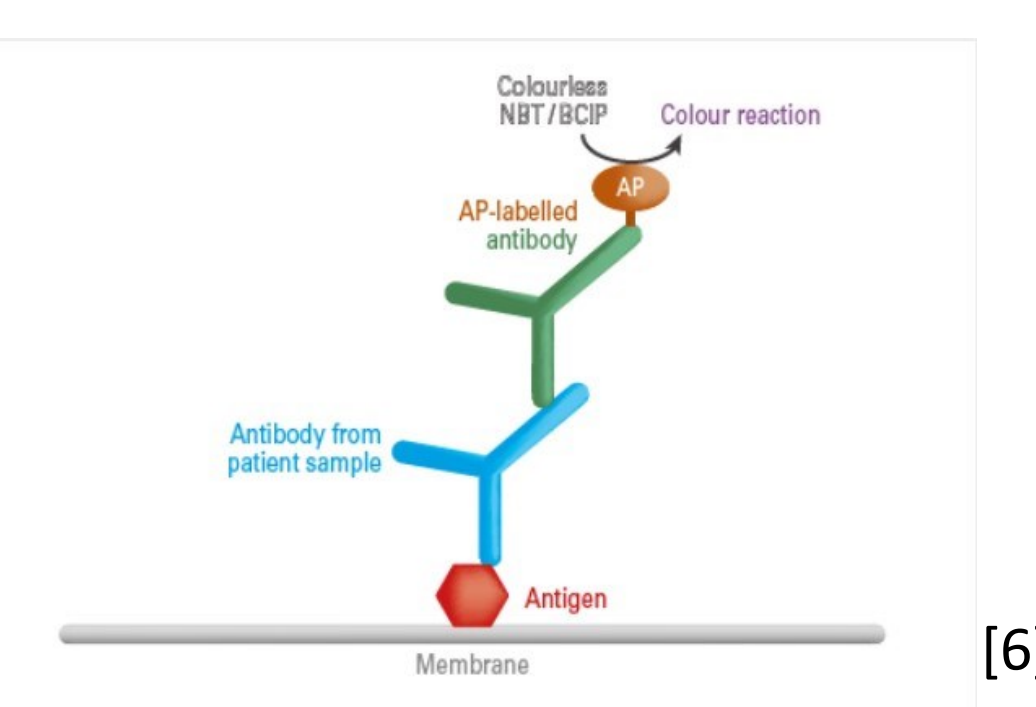 Colourless
NBT/BCIP
Colour reaction
AP
AP-labelled
antibody
Antibody from
patient sample
Antigen
Membrane
[6]